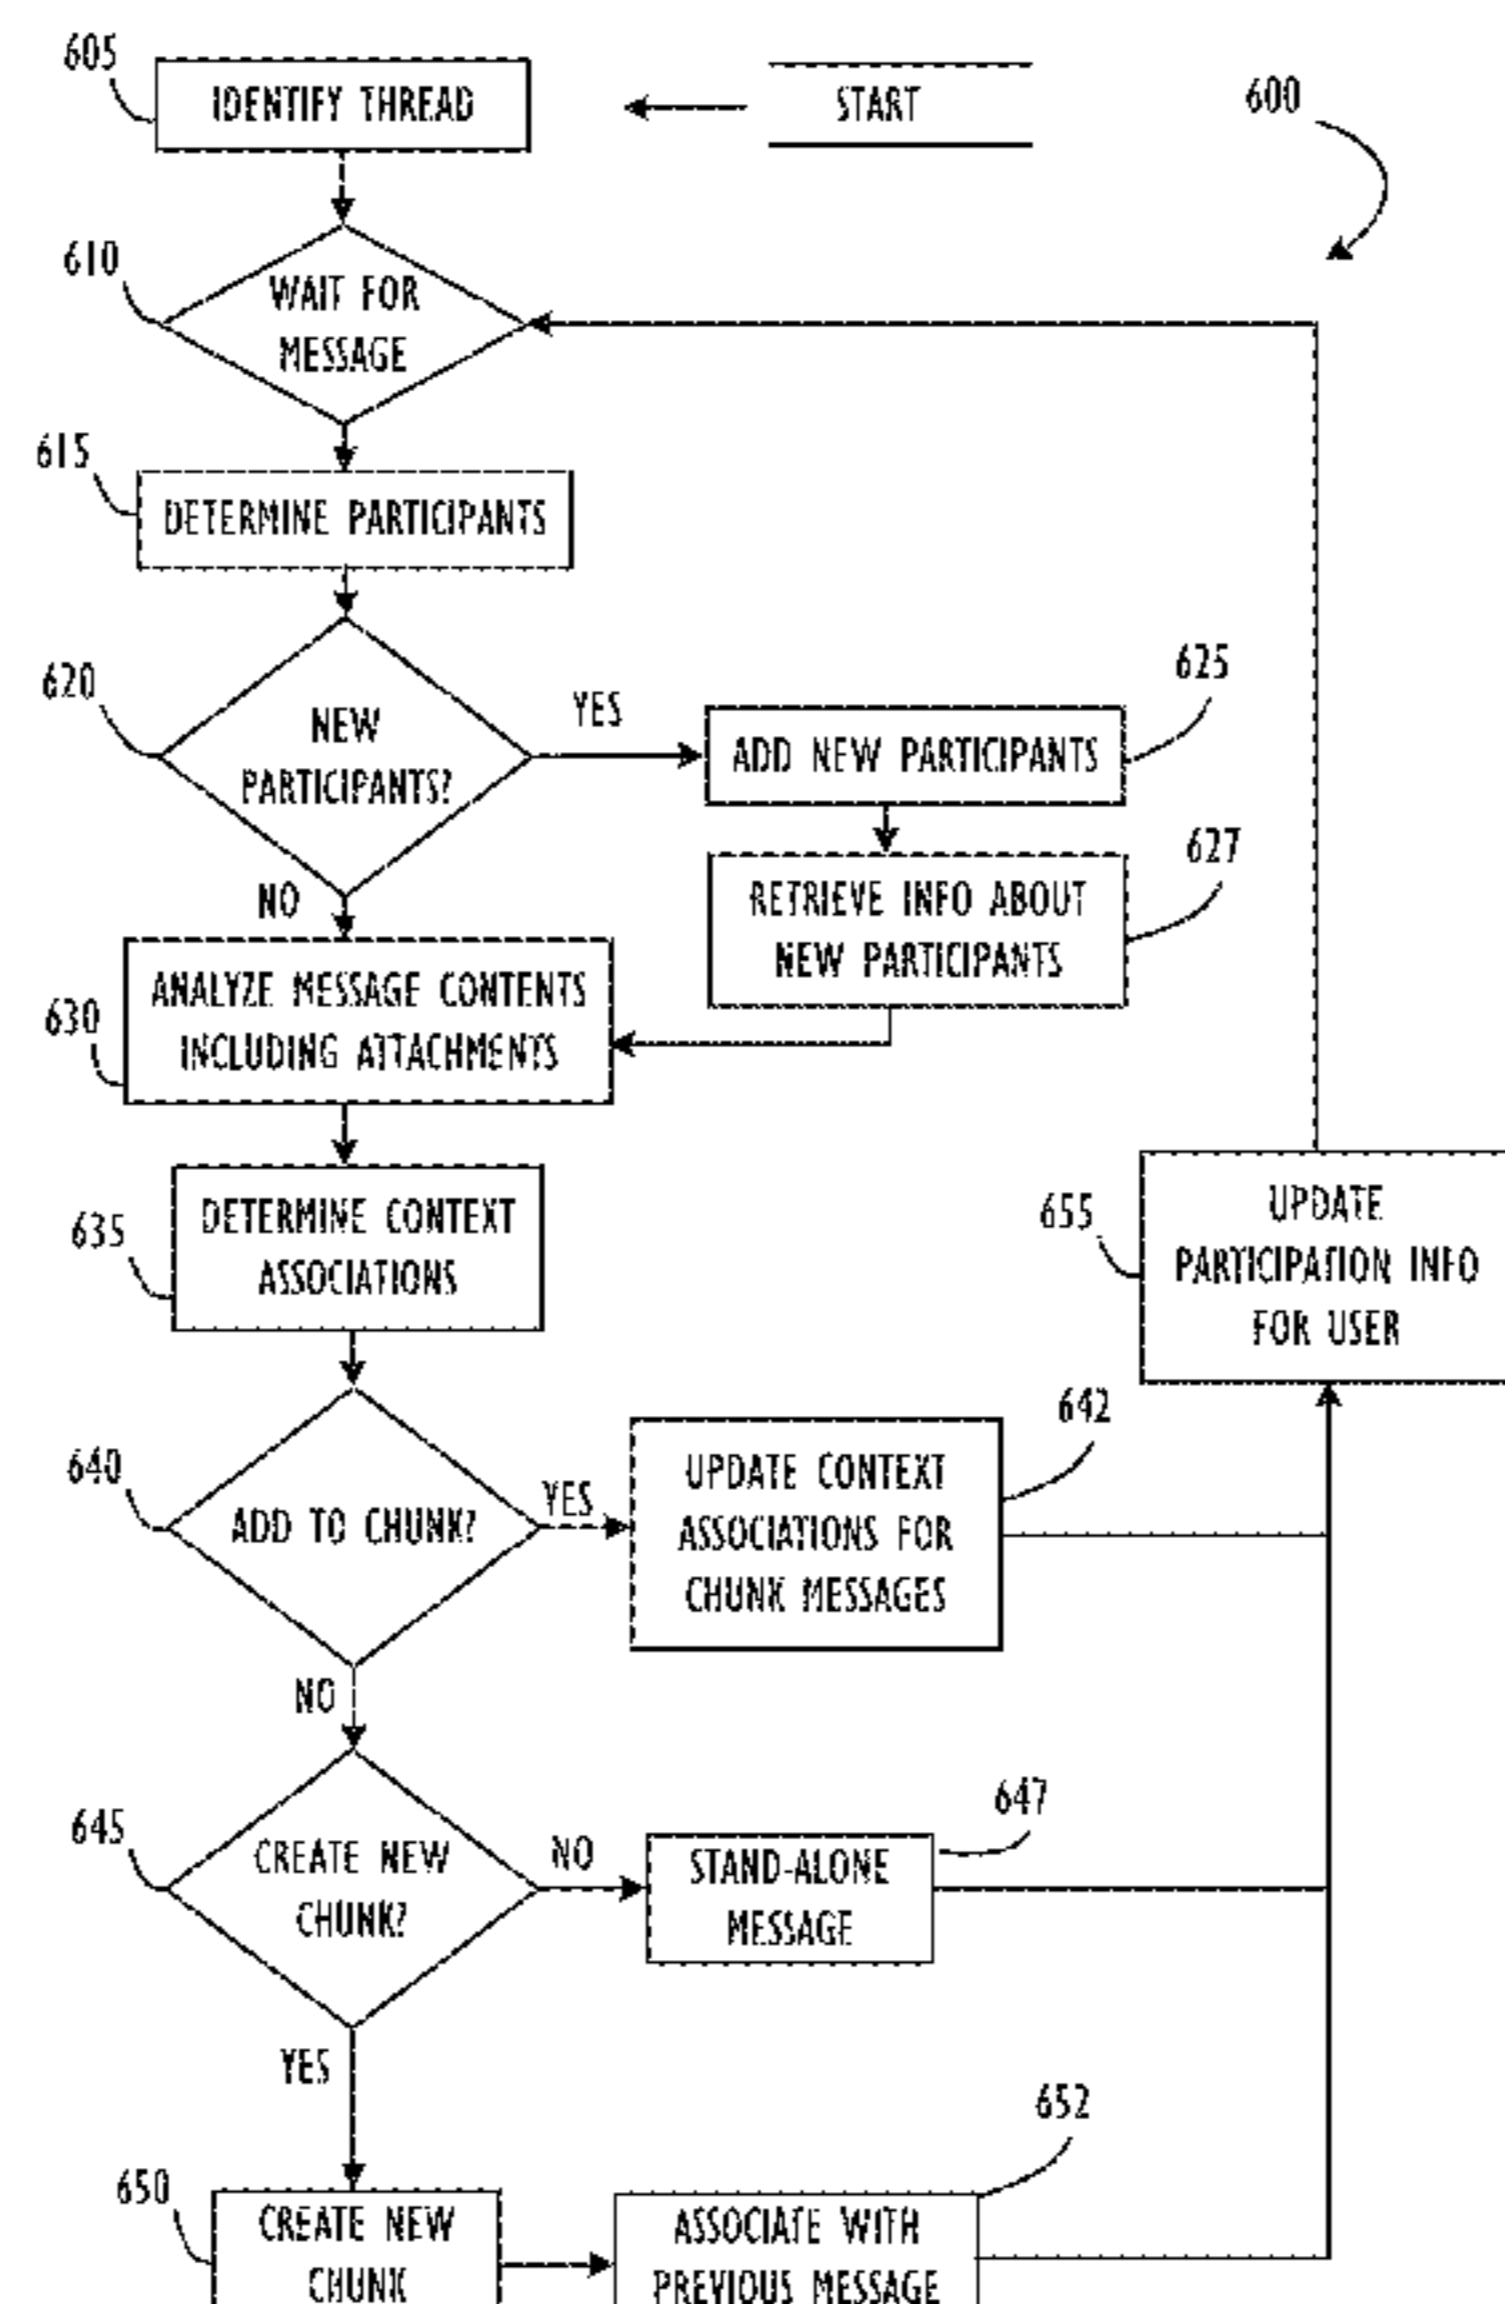 605
IDENTIFY THREAD
START
600
610
WAIT FOR
MESSAGE
615
DETERMINE PARTICIPANTS
620
NEW
PARTICIPANTS?
YES
625
ADD NEW PARTICIPANTS
627
RETRIEVE INFO ABOUT
NEW PARTICIPANTS
NO
630
ANALYZE MESSAGE CONTENTS
INCLUDING ATTACHMENTS
635
DETERMINE CONTEXT
ASSOCIATIONS
655
UPDATE
PARTICIPATION INFO
FOR USER
640
ADD TO CHUNK?
YES
642
UPDATE CONTEXT
ASSOCIATIONS FOR
CHUNK MESSAGES
NO
645
CREATE NEW
CHUNK?
NO
647
STAND-ALONE
MESSAGE
YES
650
CREATE NEW
CHUNK
652
ASSOCIATE WITH
PREVIOUS MESSAGE